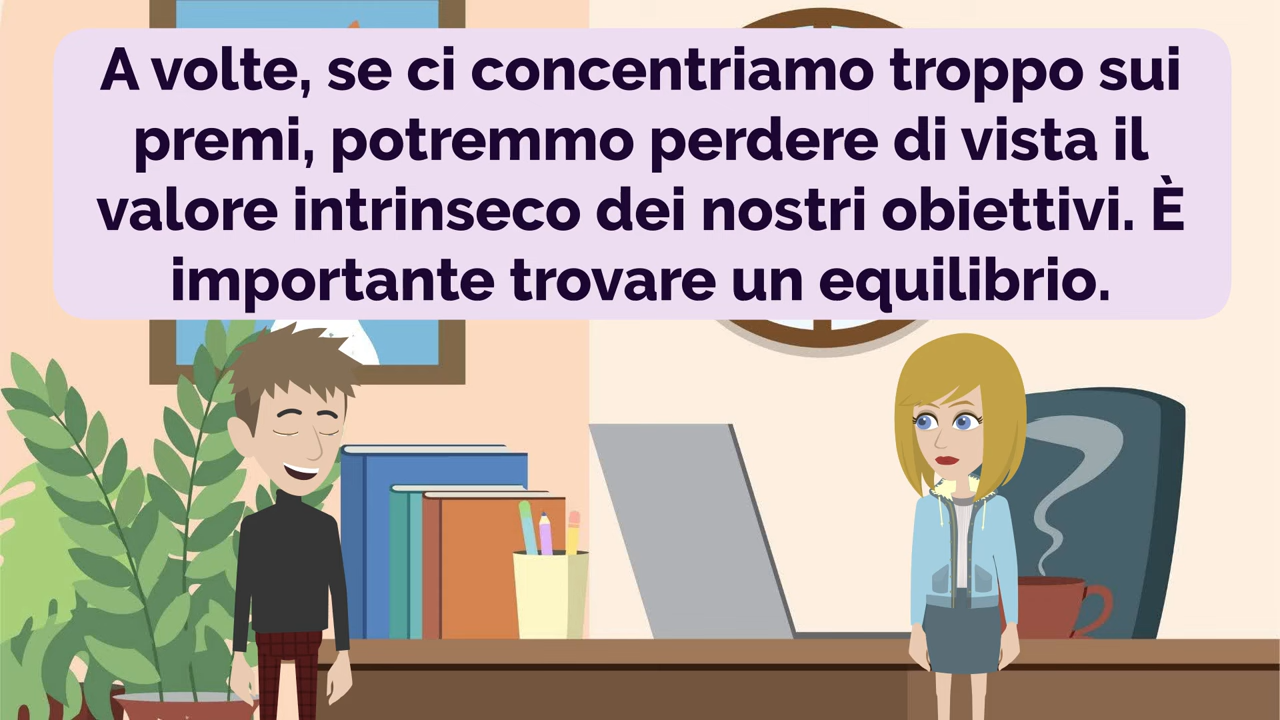 A volte, se ci concentriamo troppo sui
premi, potremmo perdere di vista il
valore intrinseco dei nostri obiettivi. È
importante trovare un equilibrio.